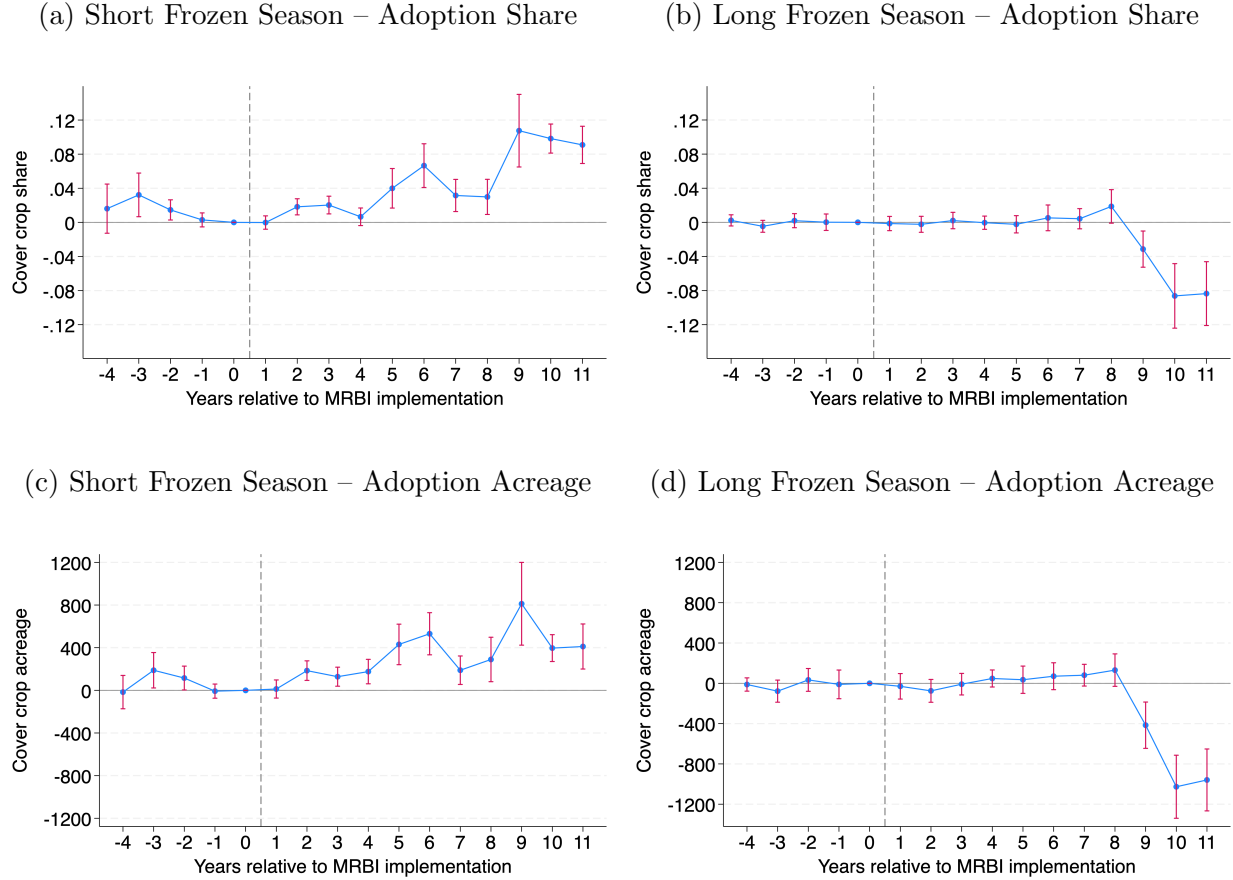 (a) Short Frozen Season – Adoption Share
Cover crop share
.12
.08
.04
0
-.04
-.08
-.12
-4 -3 -2 -1 0 1 2 3 4 5 6 7 8 9 10 11
Years relative to MRBI implementation
(b) Long Frozen Season – Adoption Share
Cover crop share
.12
.08
.04
0
-.04
-.08
-.12
-4 -3 -2 -1 0 1 2 3 4 5 6 7 8 9 10 11
Years relative to MRBI implementation
(c) Short Frozen Season – Adoption Acreage
Cover crop acreage
1200
800
400
0
-400
-800
-1200
-4 -3 -2 -1 0 1 2 3 4 5 6 7 8 9 10 11
Years relative to MRBI implementation
(d) Long Frozen Season – Adoption Acreage
Cover crop acreage
1200
800
400
0
-400
-800
-1200
-4 -3 -2 -1 0 1 2 3 4 5 6 7 8 9 10 11
Years relative to MRBI implementation